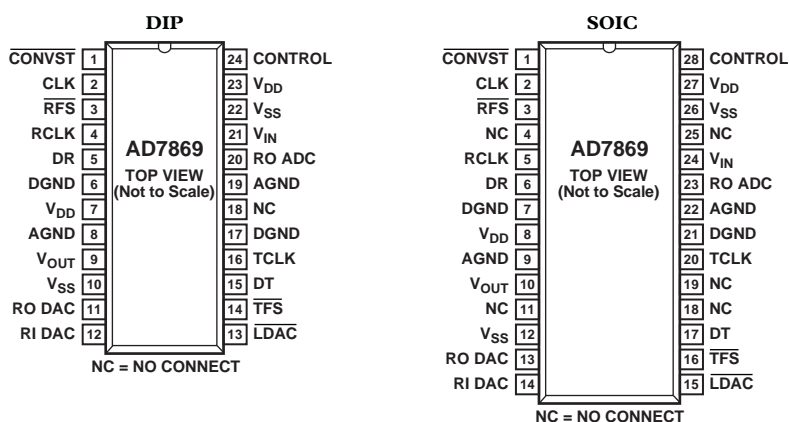 DIP
CONVST 1 24 CONTROL
CLK 2 23 VDD
RFS 3 22 VSS
RCLK 4 21 VIN
DR 5 20 RO ADC
DGND 6 19 AGND
VDD 7 18 NC
AGND 8 17 DGND
VOUT 9 16 TCLK
VSS 10 15 DT
RO DAC 11 14 TFS
RI DAC 12 13 LDAC
AD7869
TOP VIEW
(Not to Scale)
NC = NO CONNECT
SOIC
CONVST 1 28 CONTROL
CLK 2 27 VDD
RFS 3 26 VSS
NC 4 25 NC
RCLK 5 24 VIN
DR 6 23 RO ADC
DGND 7 22 AGND
VDD 8 21 DGND
AGND 9 20 TCLK
VOUT 10 19 NC
NC 11 18 NC
VSS 12 17 DT
RO DAC 13 16 TFS
RI DAC 14 15 LDAC
AD7869
TOP VIEW
(Not to Scale)
NC = NO CONNECT